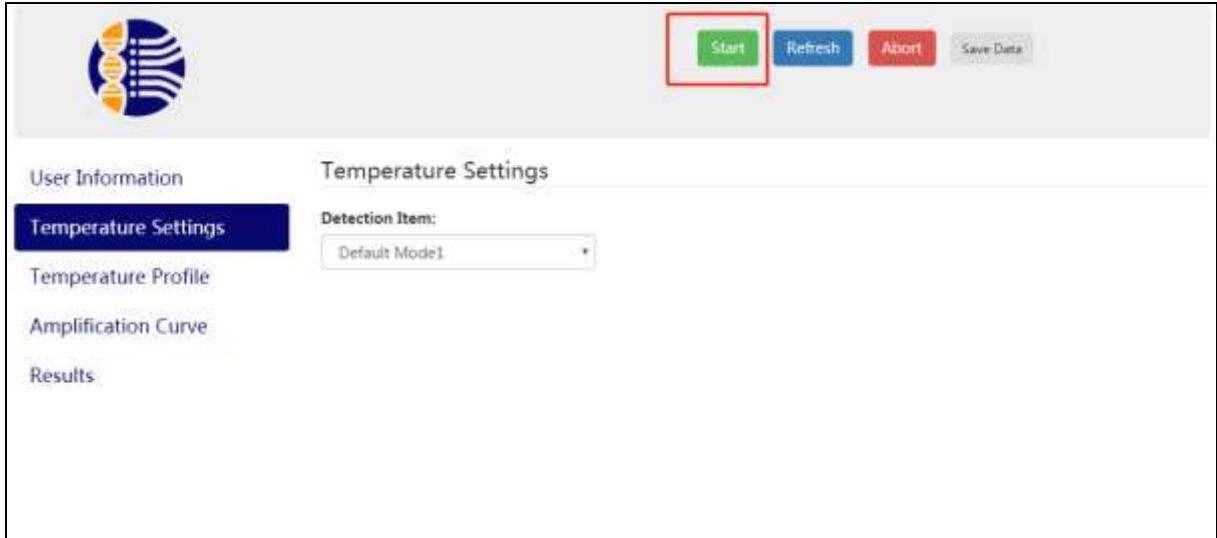 Start Refresh Abort Save Data
User Information
Temperature Settings
Temperature Profile
Amplification Curve
Results
Temperature Settings
Detection Item:
Default Mode1